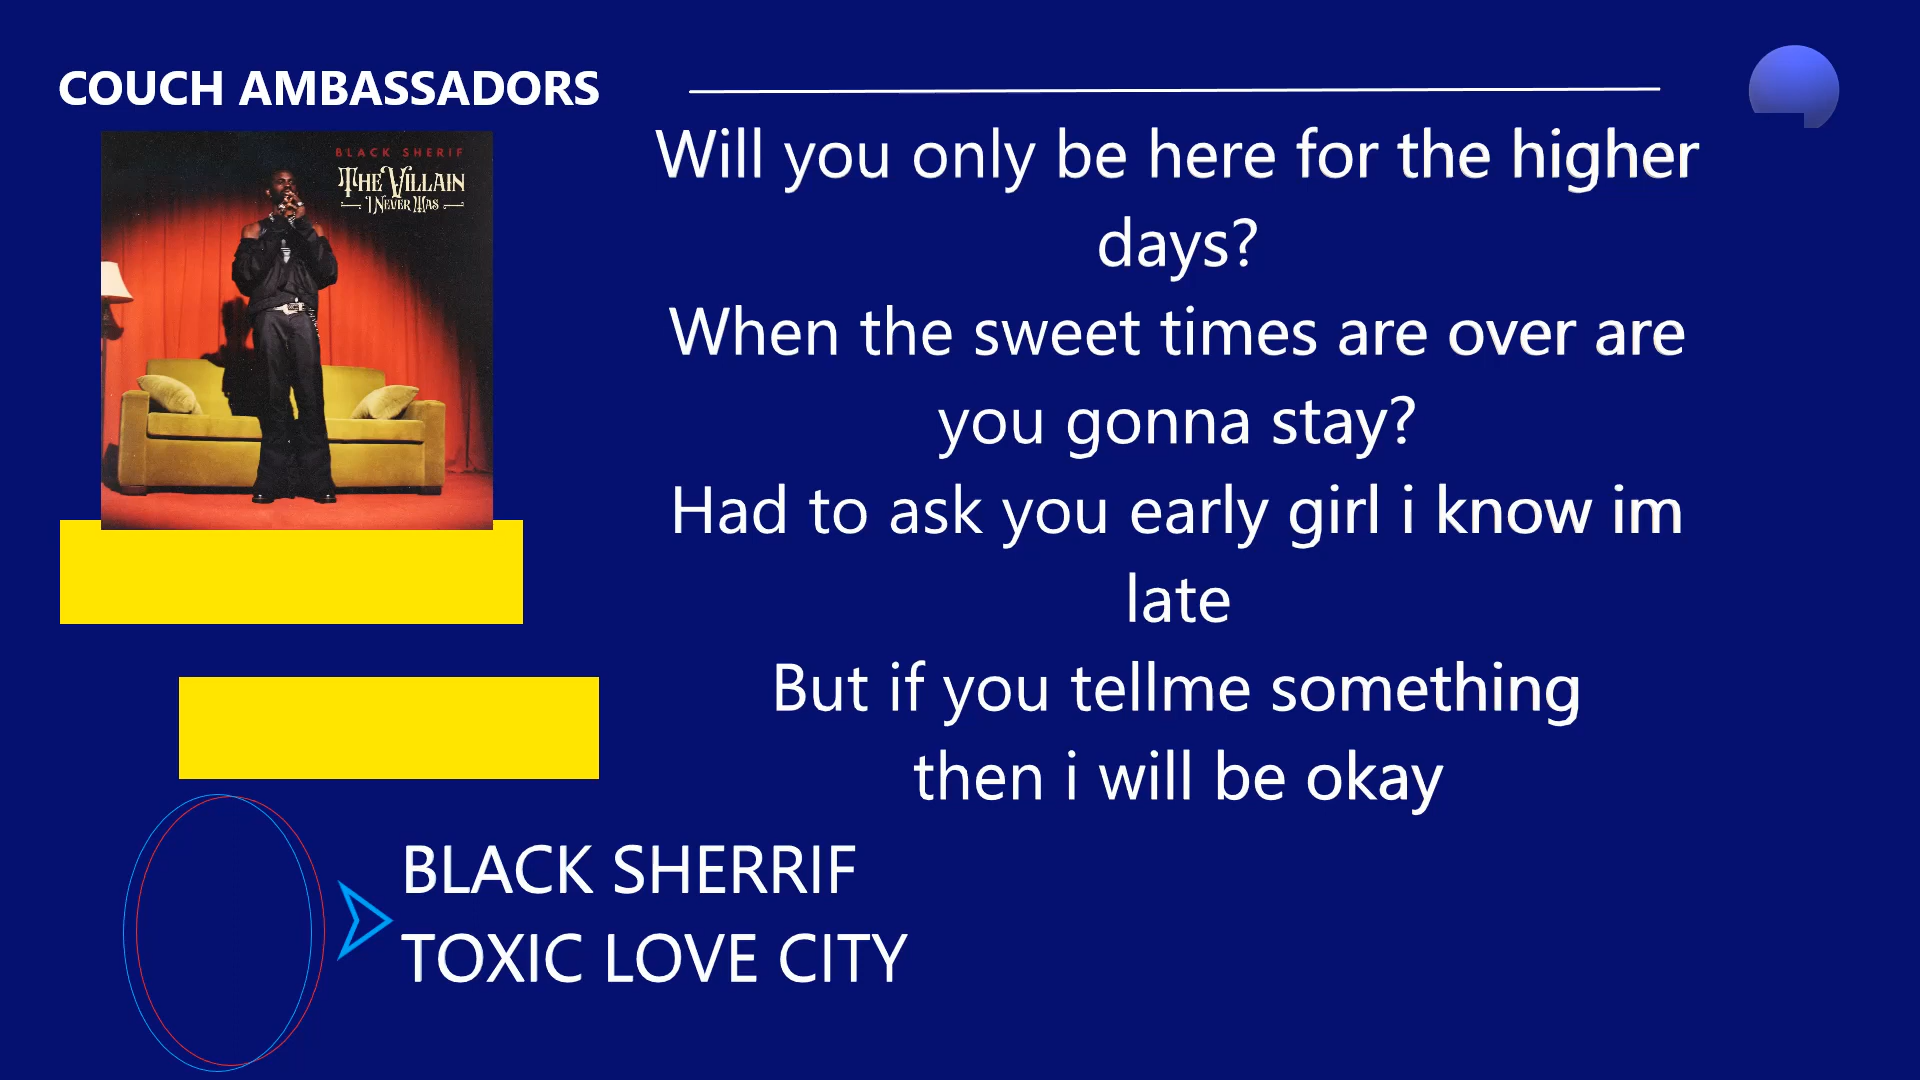 COUCH AMBASSADORS
BLACK SHERIF
THE VILLAIN
I NEVER WAS
Will you only be here for the higher
days?
When the sweet times are over are
you gonna stay?
Had to ask you early girl i know im
late
But if you tellme something
then i will be okay
BLACK SHERRIF
TOXIC LOVE CITY